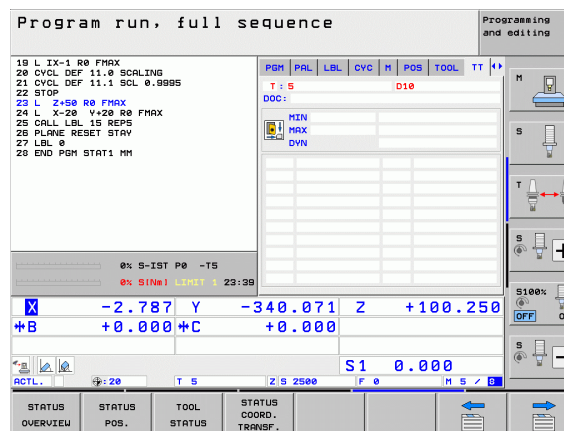 Program run, full sequence
Programming and editing
19 L IX-1 R0 FMAX
20 CYCL DEF 11.0 SCALING
21 CYCL DEF 11.1 SCL 0.9995
22 STOP
23 L Z+50 R0 FMAX
24 L X-20 Y+20 R0 FMAX
25 CALL LBL 15 REP5
26 PLANE RESET STAY
27 LBL 0
28 END PGM STAT1 MM
PGM PAL LBL CYC M POS TOOL TT
T : 5 D10
DOC:
MIN
MAX
DYN
0% S-IST P0 -T5
0% S[Nm] LIMIT 1 23:39
X -2.787 Y -340.071 Z +100.250
B +0.000 C +0.000
S1 0.000
ACTL. : 20 T 5 Z S 2500 F 0 M 5 / 8
M
S
T
S +
S100%
OFF O
S -
STATUS OVERVIEW
STATUS POS.
TOOL STATUS
STATUS COORD. TRANSF.